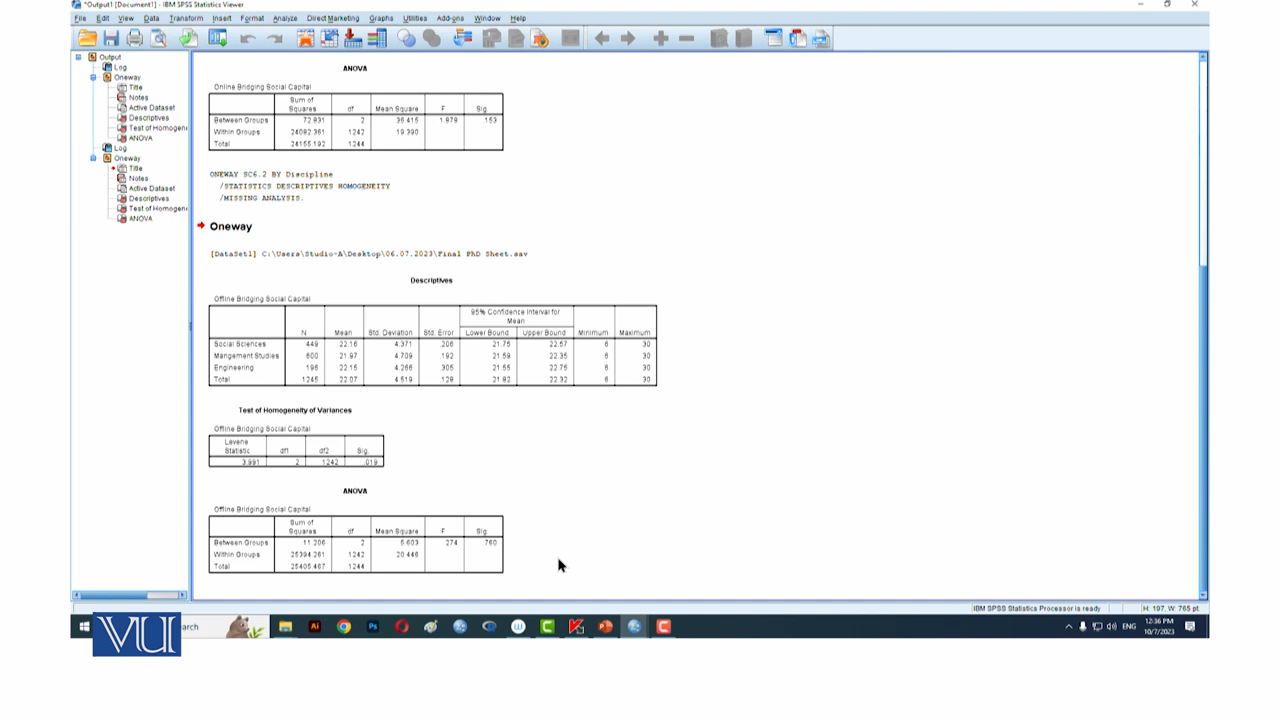 *Output1 [Document1] - IBM SPSS Statistics Viewer
File Edit View Data Transform Insert Format Analyze Direct Marketing Graphs Utilities Add-ons Window Help
Output
Log
Oneway
Title
Notes
Active Dataset
Descriptives
Test of Homogen
ANOVA
Log
Oneway
Title
Notes
Active Dataset
Descriptives
Test of Homogen
ANOVA
ANOVA
Online Bridging Social Capital
Sum of Squares df Mean Square F Sig.
Between Groups 72.831 2 36.415 1.878 .153
Within Groups 24082.361 1242 19.390
Total 24155.192 1244
ONEWAY SC6.2 BY Discipline
/STATISTICS DESCRIPTIVES HOMOGENEITY
/MISSING ANALYSIS.
Oneway
[DataSet1] C:\Users\Studio-A\Desktop\06.07.2023\Final PhD Sheet.sav
Descriptives
Offline Bridging Social Capital
95% Confidence Interval for Mean
N Mean Std. Deviation Std. Error Lower Bound Upper Bound Minimum Maximum
Social Sciences 449 22.16 4.371 .206 21.75 22.57 6 30
Mangement Studies 600 21.97 4.709 .192 21.59 22.35 6 30
Engineering 196 22.15 4.266 .305 21.55 22.75 6 30
Total 1245 22.07 4.519 .128 21.82 22.32 6 30
Test of Homogeneity of Variances
Offline Bridging Social Capital
Levene Statistic df1 df2 Sig.
3.991 2 1242 .019
ANOVA
Offline Bridging Social Capital
Sum of Squares df Mean Square F Sig.
Between Groups 11.206 2 5.603 .274 .760
Within Groups 25394.261 1242 20.446
Total 25405.467 1244
IBM SPSS Statistics Processor is ready H: 197, W: 765 pt
VU
arch
Ai
Ps
W
C
C
ENG
12:36 PM
10/7/2023